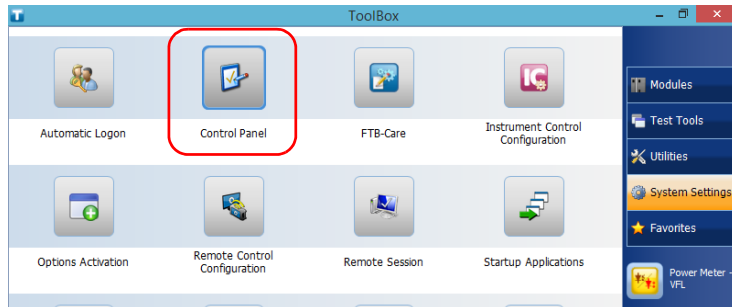 ToolBox
Automatic Logon
Control Panel
FTB-Care
Instrument Control
Configuration
Options Activation
Remote Control
Configuration
Remote Session
Startup Applications
Modules
Test Tools
Utilities
System Settings
Favorites
Power Meter -
VFL